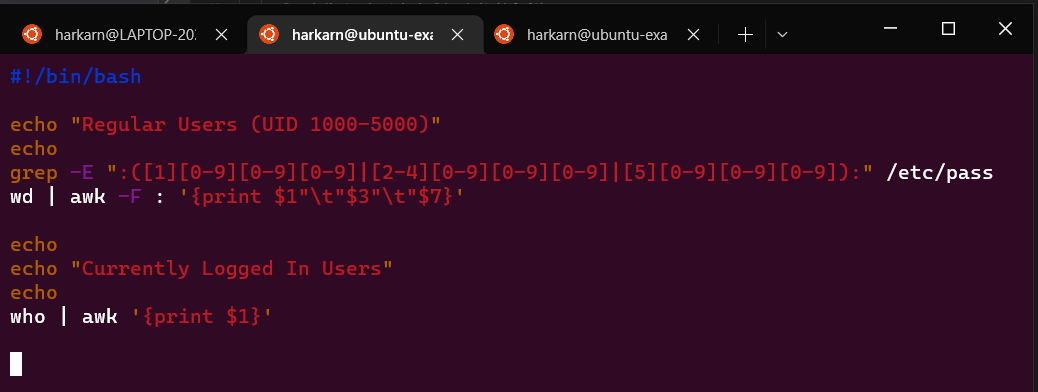 harkarn@LAPTOP-20
harkarn@ubuntu-exa
harkarn@ubuntu-exa
#!/bin/bash
echo "Regular Users (UID 1000-5000)"
echo
grep -E ":([1][0-9][0-9][0-9]|[2-4][0-9][0-9][0-9]|[5][0-9][0-9][0-9]):" /etc/pass
wd | awk -F : '{print $1"\t"$3"\t"$7}'
echo
echo "Currently Logged In Users"
echo
who | awk '{print $1}'